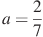 a = 2/7